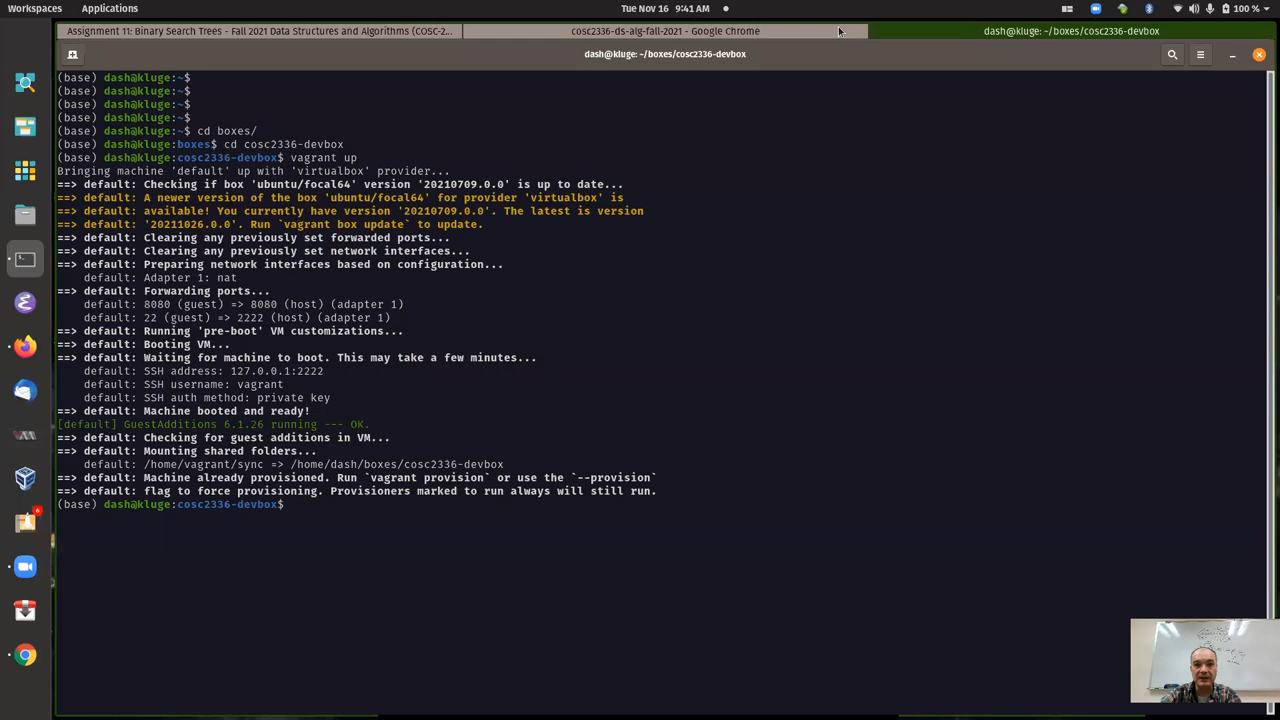 Workspaces
Applications
Tue Nov 16 9:41 AM
100 %
Assignment 11: Binary Search Trees - Fall 2021 Data Structures and Algorithms (COSC-2...
cosc2336-ds-alg-fall-2021 - Google Chrome
dash@kluge: ~/boxes/cosc2336-devbox
dash@kluge: ~/boxes/cosc2336-devbox
(base) dash@kluge:~$
(base) dash@kluge:~$
(base) dash@kluge:~$
(base) dash@kluge:~$
(base) dash@kluge:~$ cd boxes/
(base) dash@kluge:boxes$ cd cosc2336-devbox
(base) dash@kluge:cosc2336-devbox$ vagrant up
Bringing machine 'default' up with 'virtualbox' provider...
==> default: Checking if box 'ubuntu/focal64' version '20210709.0.0' is up to date...
==> default: A newer version of the box 'ubuntu/focal64' for provider 'virtualbox' is
==> default: available! You currently have version '20210709.0.0'. The latest is version
==> default: '20211026.0.0'. Run `vagrant box update` to update.
==> default: Clearing any previously set forwarded ports...
==> default: Clearing any previously set network interfaces...
==> default: Preparing network interfaces based on configuration...
default: Adapter 1: nat
==> default: Forwarding ports...
default: 8080 (guest) => 8080 (host) (adapter 1)
default: 22 (guest) => 2222 (host) (adapter 1)
==> default: Running 'pre-boot' VM customizations...
==> default: Booting VM...
==> default: Waiting for machine to boot. This may take a few minutes...
default: SSH address: 127.0.0.1:2222
default: SSH username: vagrant
default: SSH auth method: private key
==> default: Machine booted and ready!
[default] GuestAdditions 6.1.26 running --- OK.
==> default: Checking for guest additions in VM...
==> default: Mounting shared folders...
default: /home/vagrant/sync => /home/dash/boxes/cosc2336-devbox
==> default: Machine already provisioned. Run `vagrant provision` or use the `--provision`
==> default: flag to force provisioning. Provisioners marked to run always will still run.
(base) dash@kluge:cosc2336-devbox$
6